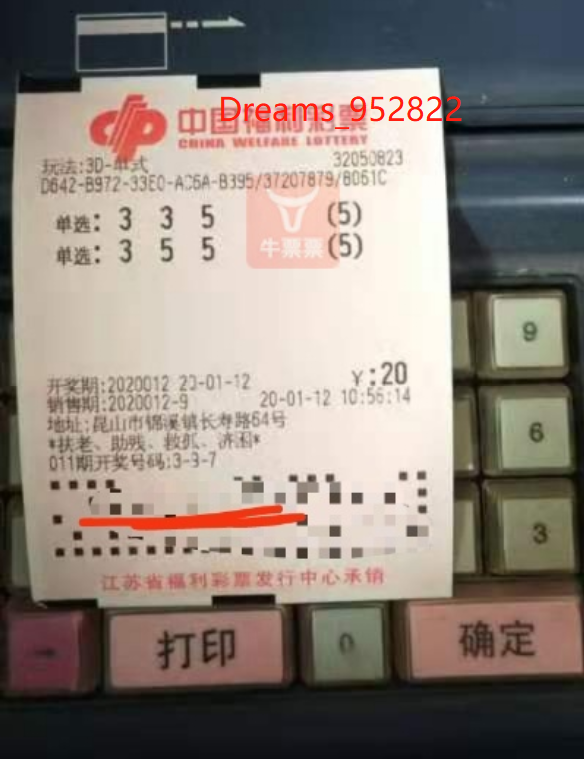 中国福利彩票
Dreams_952822
CHINA WELFARE LOTTERY
玩法:3D-单式 32050823
D642-B972-33E0-AC6A-B395/37207879/8061C
单选: 3 3 5 (5)
单选: 3 5 5 (5)
牛票票
开奖期:2020012 20-01-12 ¥:20
销售期:2020012-9 20-01-12 10:56:14
地址:昆山市锦溪镇长寿路64号
*扶老、助残、救孤、济困*
011期开奖号码:3-9-7
江苏省福利彩票发行中心承销
9
6
3
打印 0 确定